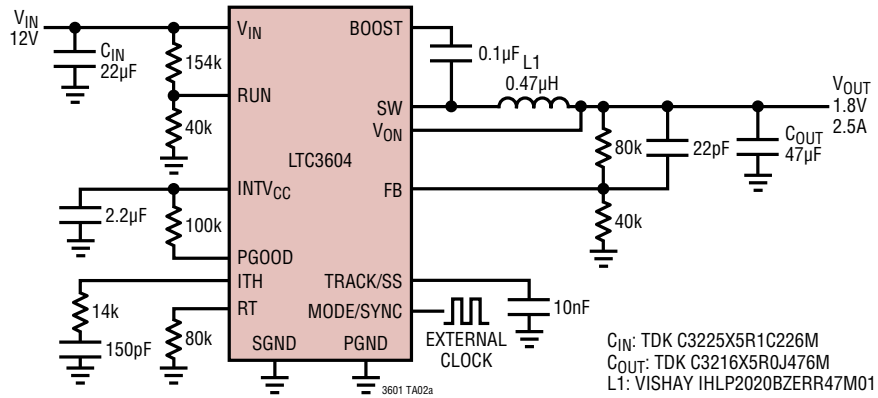 VIN
12V
CIN
22µF
154k
40k
2.2µF
100k
14k
150pF
80k
VIN
RUN
INTVCC
PGOOD
ITH
RT
SGND
LTC3604
BOOST
SW
VON
FB
TRACK/SS
MODE/SYNC
PGND
0.1µF
L1
0.47µH
80k
22pF
40k
COUT
47µF
VOUT
1.8V
2.5A
10nF
EXTERNAL
CLOCK
3601 TA02a
CIN: TDK C3225X5R1C226M
COUT: TDK C3216X5R0J476M
L1: VISHAY IHLP2020BZERR47M01